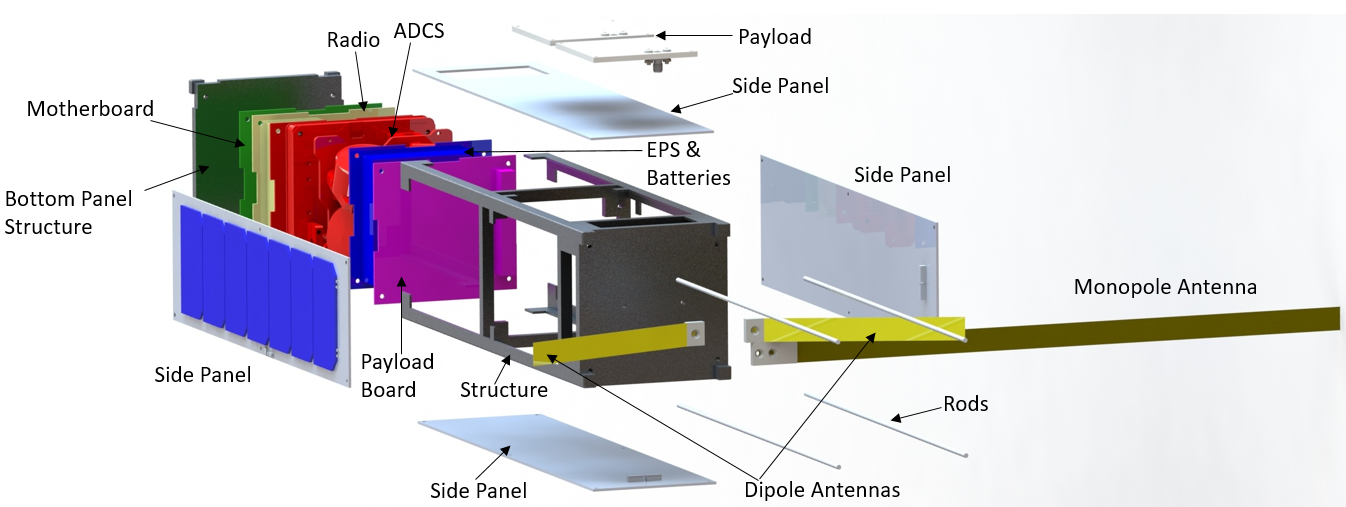 Radio
ADCS
Payload
Side Panel
Motherboard
EPS &
Batteries
Side Panel
Bottom Panel
Structure
Monopole Antenna
Side Panel
Payload
Board
Structure
Rods
Side Panel
Dipole Antennas